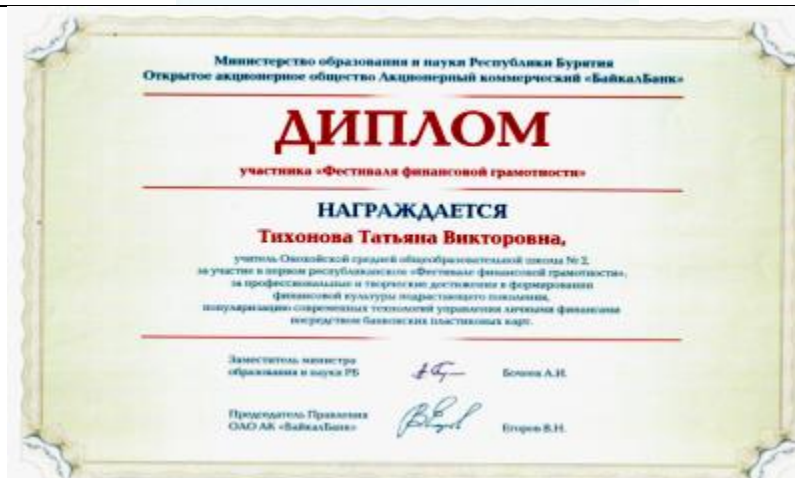 Министерство образования и науки Республики Бурятия
Открытое акционерное общество Акционерный коммерческий «БайкалБанк»
ДИПЛОМ
участника «Фестиваля финансовой грамотности»
НАГРАЖДАЕТСЯ
Тихонова Татьяна Викторовна,
учитель Онохойской средней общеобразовательной школы № 2,
за участие в первом республиканском «Фестивале финансовой грамотности»,
за профессиональные и творческие достижения в формировании
финансовой культуры подрастающего поколения,
популяризацию современных технологий управления личными финансами
посредством банковских пластиковых карт.
Заместитель министра
образования и науки РБ
А.И.
Председатель Правления
ОАО АК «БайкалБанк»
Егоров В.Н.